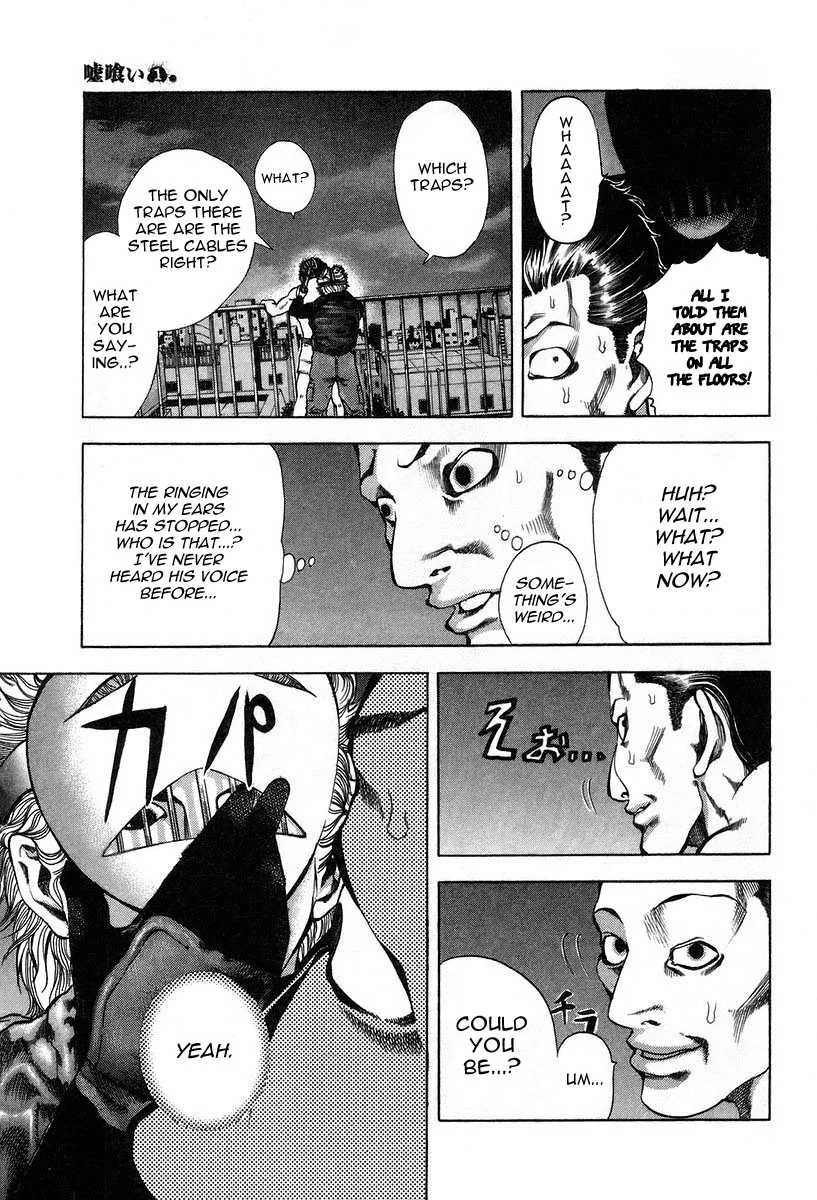 嘘喰い 1。
WHAAAAT?
ALL I
TOLD THEM
ABOUT ARE
THE TRAPS
ON ALL
THE FLOORS!
WHICH
TRAPS?
WHAT?
THE ONLY
TRAPS THERE
ARE ARE THE
STEEL CABLES
RIGHT?
WHAT
ARE
YOU
SAY-
ING..?
HUH?
WAIT...
WHAT?
WHAT
NOW?
SOME-
THING'S
WEIRD...
THE RINGING
IN MY EARS
HAS STOPPED...
WHO IS THAT...?
I'VE NEVER
HEARD HIS VOICE
BEFORE...
そぉ...
チラ
UM...
COULD
YOU
BE...?
カパ
YEAH.